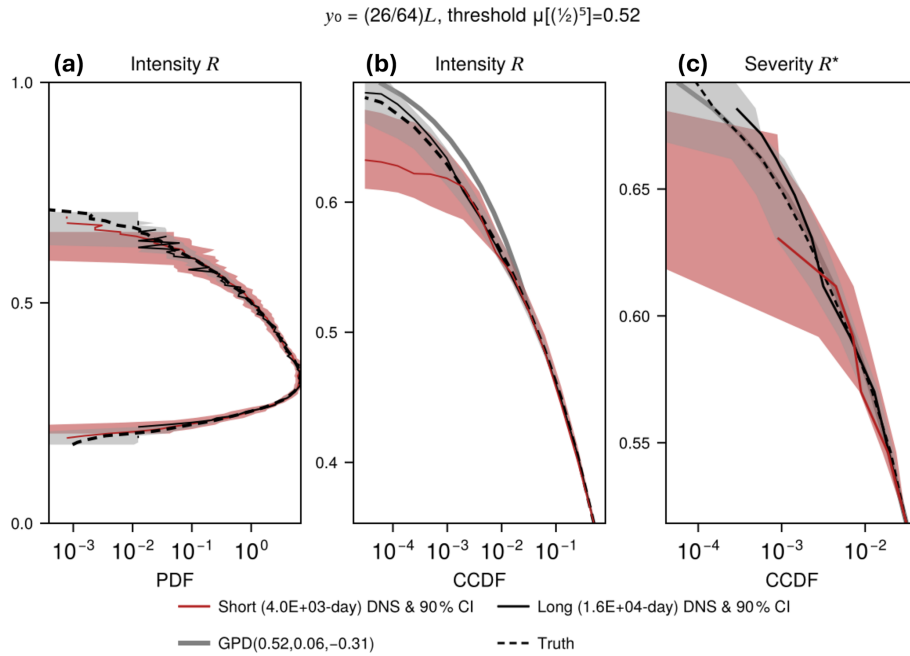 y₀ = (26/64)L, threshold μ[(½)⁵]=0.52
(a) Intensity R
(b) Intensity R
(c) Severity R*
1.0
0.5
0.0
0.6
0.5
0.4
0.65
0.60
0.55
10⁻³ 10⁻² 10⁻¹ 10⁰
10⁻⁴ 10⁻³ 10⁻² 10⁻¹
10⁻⁴ 10⁻³ 10⁻²
PDF
CCDF
CCDF
Short (4.0E+03-day) DNS & 90% CI
Long (1.6E+04-day) DNS & 90% CI
GPD(0.52,0.06,−0.31)
Truth